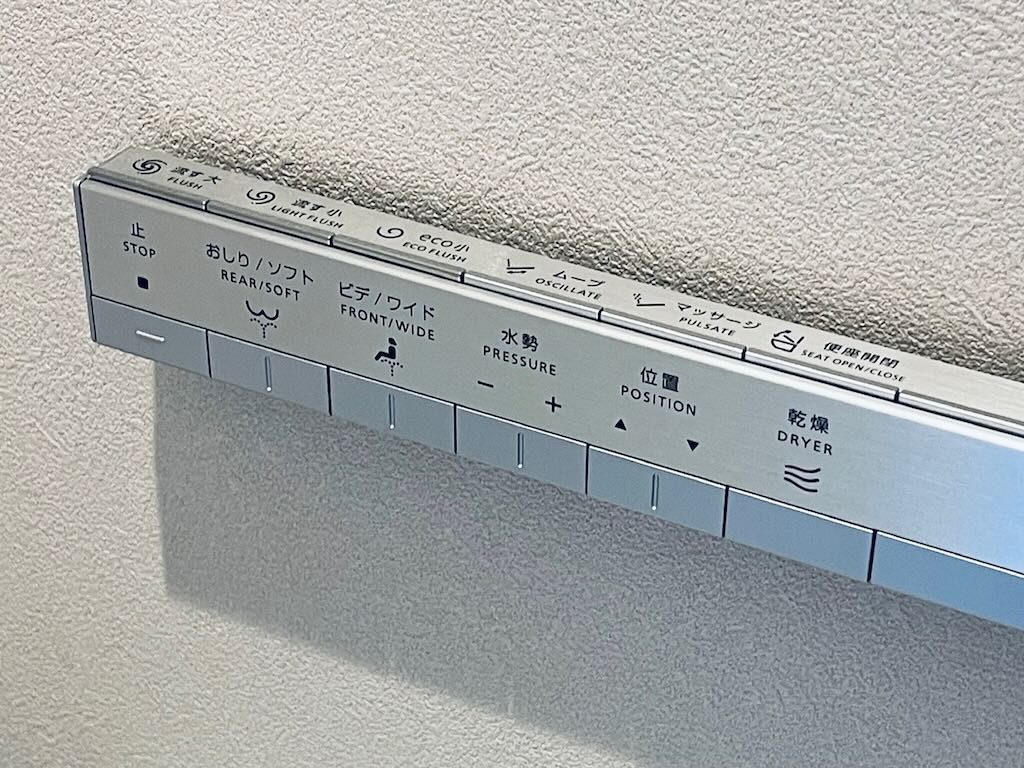 流す大
FLUSH
流す小
LIGHT FLUSH
eco小
ECO FLUSH
ムーブ
OSCILLATE
マッサージ
PULSATE
便座開閉
SEAT OPEN/CLOSE
止
STOP
おしり/ソフト
REAR/SOFT
ビデ/ワイド
FRONT/WIDE
水勢
PRESSURE
− +
位置
POSITION
▲ ▼
乾燥
DRYER